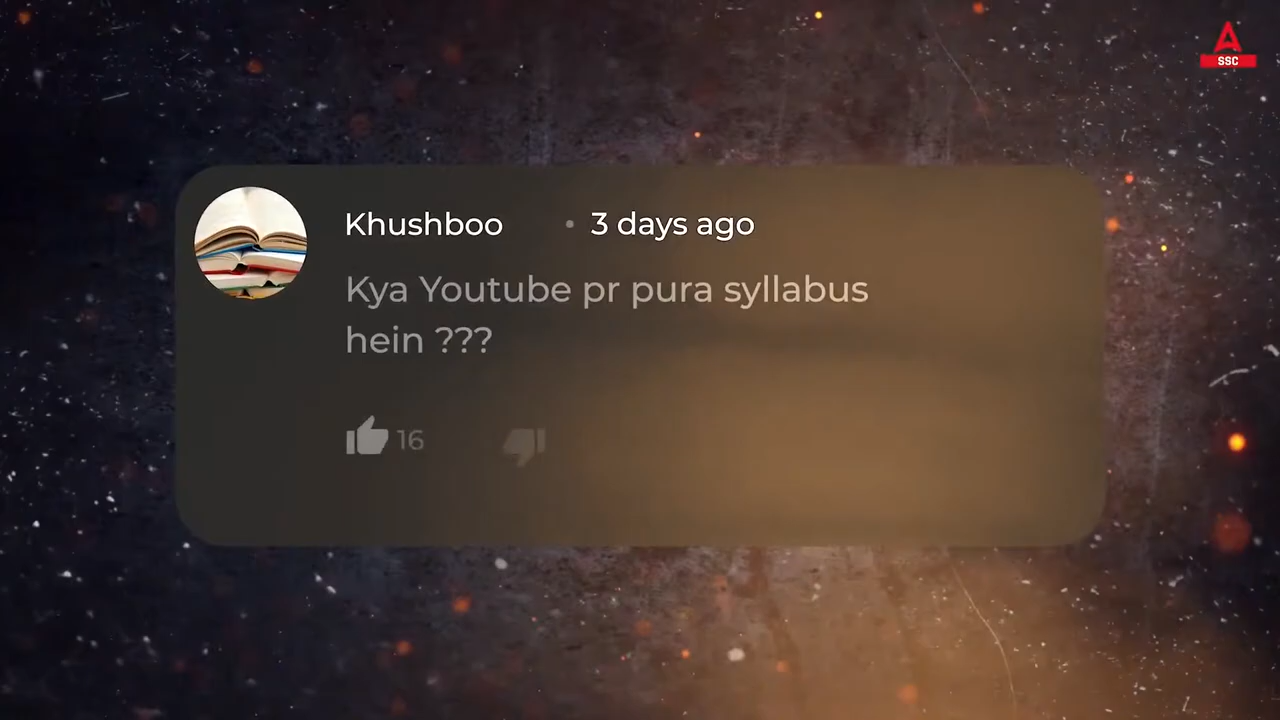 SSC
Khushboo • 3 days ago
Kya Youtube pr pura syllabus
hein ???
16